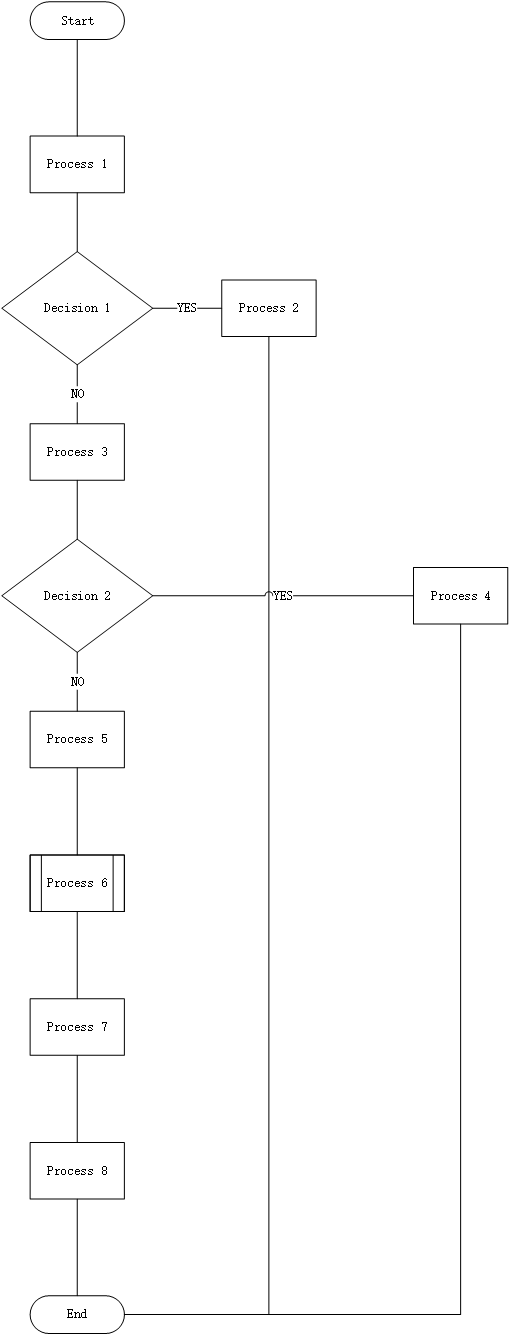 Start
Process 1
Decision 1
YES
Process 2
NO
Process 3
Decision 2
YES
Process 4
NO
Process 5
Process 6
Process 7
Process 8
End